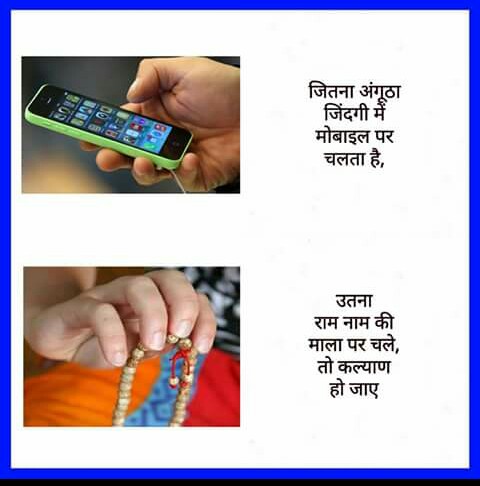 जितना अंगूठा
जिंदगी में
मोबाइल पर
चलता है,
उतना
राम नाम की
माला पर चले,
तो कल्याण
हो जाए